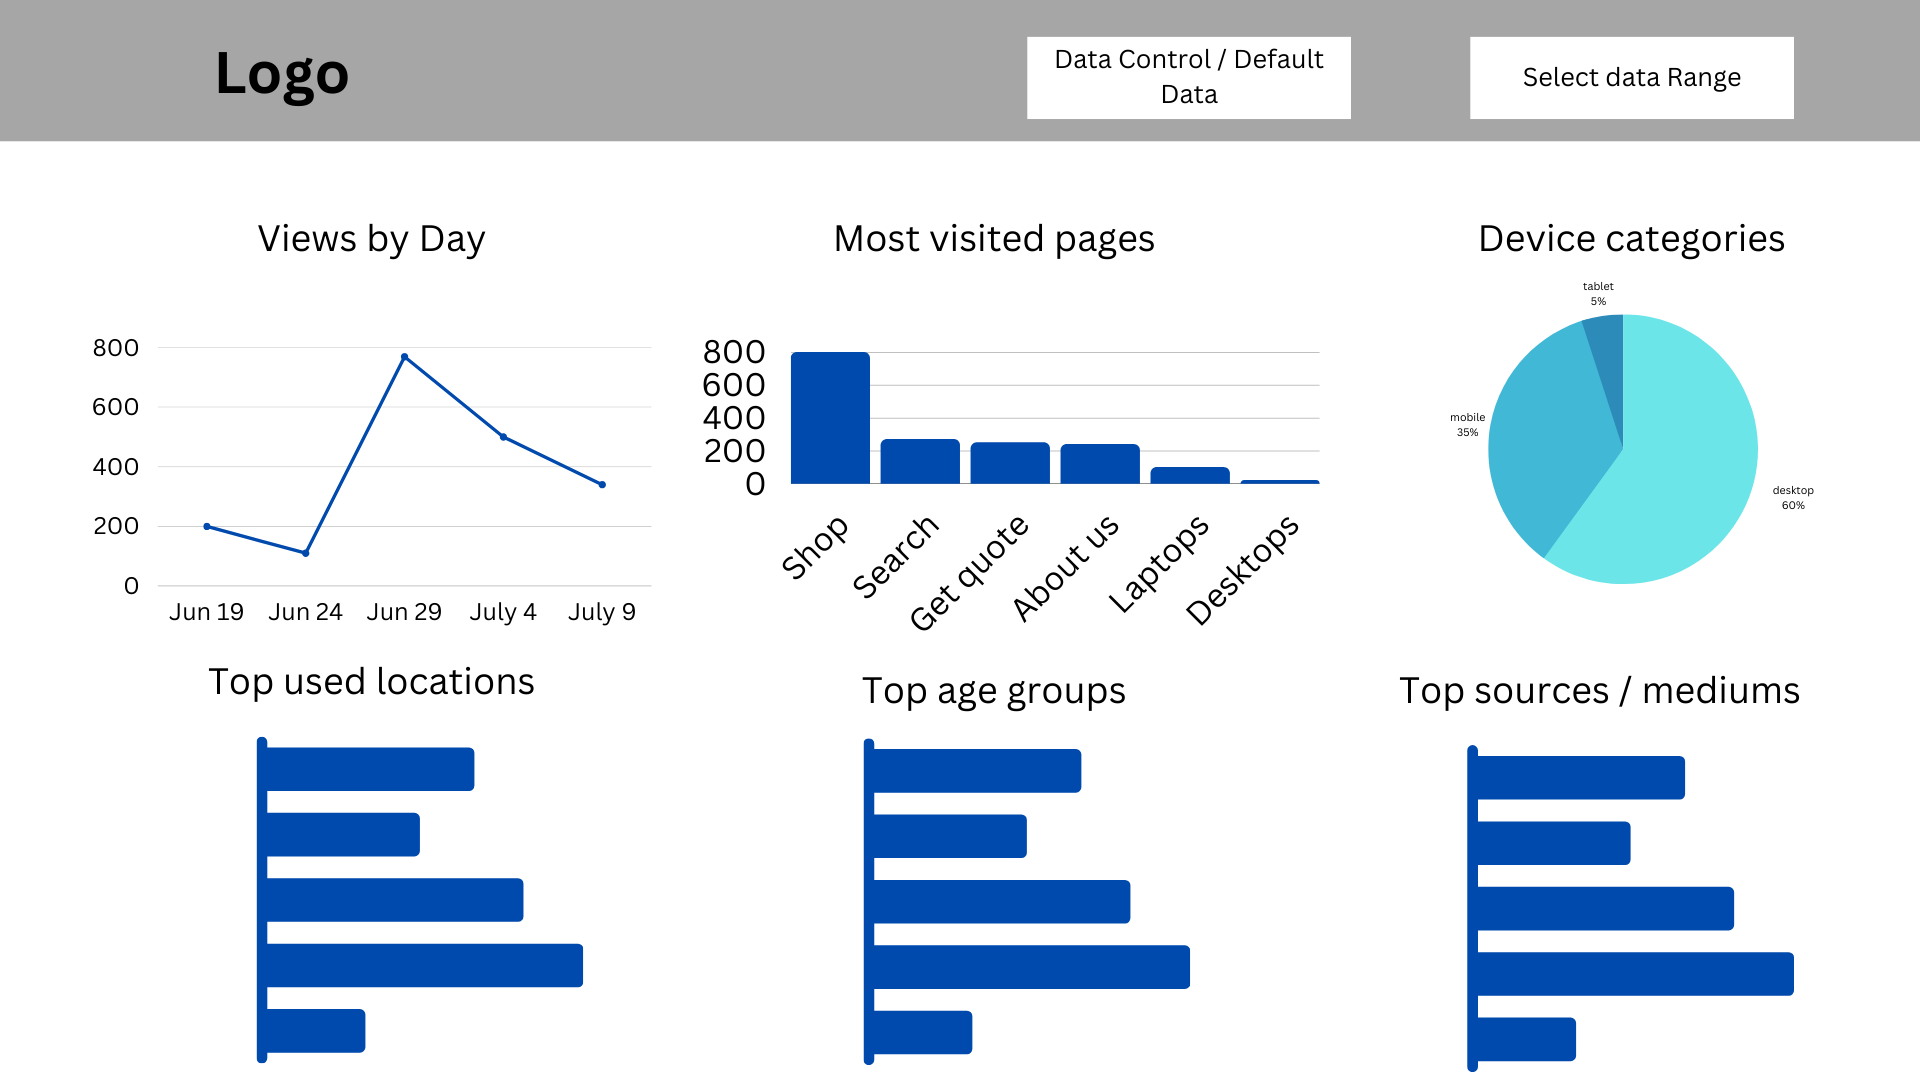 Logo
Data Control / Default
Data
Select data Range
Views by Day
800
600
400
200
0
Jun 19
Jun 24
Jun 29
July 4
July 9
Most visited pages
800
600
400
200
0
Shop
Search
Get quote
About us
Laptops
Desktops
Device categories
tablet
5%
mobile
35%
desktop
60%
Top used locations
Top age groups
Top sources / mediums